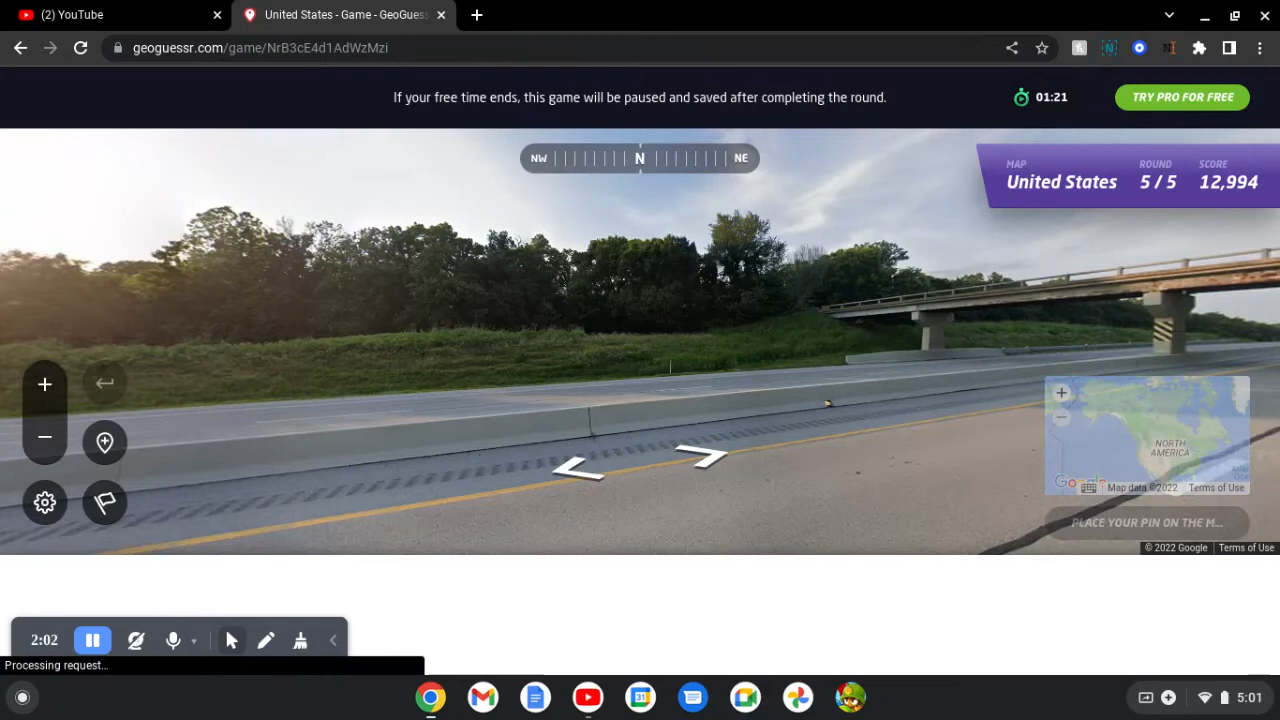 (2) YouTube
United States - Game - GeoGuess
geoguessr.com/game/NrB3cE4d1AdWzMzi
If your free time ends, this game will be paused and saved after completing the round.
01:21
TRY PRO FOR FREE
NW
N
NE
MAP
ROUND
SCORE
United States
5 / 5
12,994
NORTH
AMERICA
Google
Map data ©2022
Terms of Use
PLACE YOUR PIN ON THE M...
© 2022 Google
Terms of Use
2:02
Processing request...
31
5:01